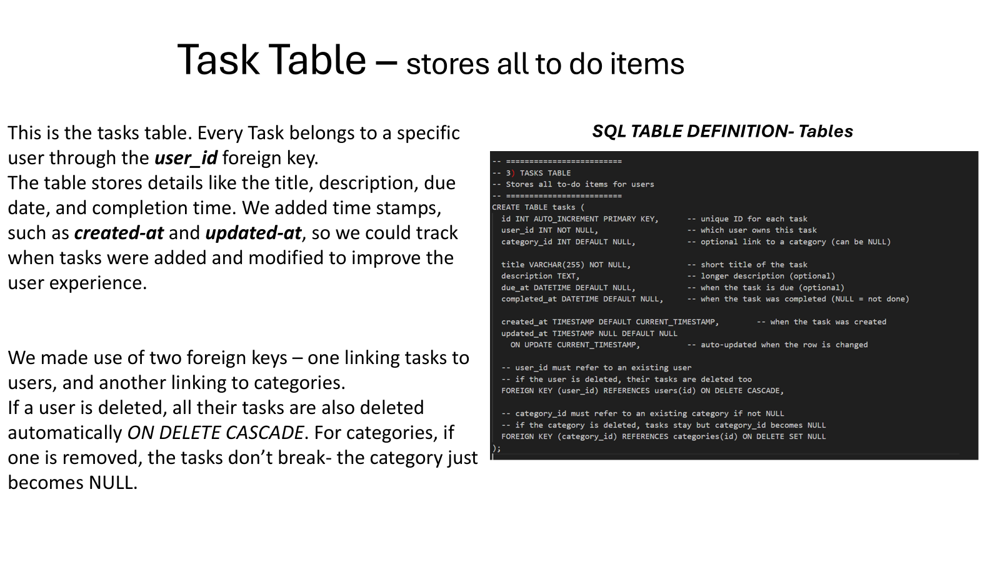 Task Table – stores all to do items
This is the tasks table. Every Task belongs to a specific
user through the user_id foreign key.
The table stores details like the title, description, due
date, and completion time. We added time stamps,
such as created-at and updated-at, so we could track
when tasks were added and modified to improve the
user experience.
We made use of two foreign keys – one linking tasks to
users, and another linking to categories.
If a user is deleted, all their tasks are also deleted
automatically ON DELETE CASCADE. For categories, if
one is removed, the tasks don’t break- the category just
becomes NULL.
SQL TABLE DEFINITION- Tables
-- =========================
-- 3) TASKS TABLE
-- Stores all to-do items for users
-- =========================
CREATE TABLE tasks (
id INT AUTO_INCREMENT PRIMARY KEY, -- unique ID for each task
user_id INT NOT NULL, -- which user owns this task
category_id INT DEFAULT NULL, -- optional link to a category (can be NULL)
title VARCHAR(255) NOT NULL, -- short title of the task
description TEXT, -- longer description (optional)
due_at DATETIME DEFAULT NULL, -- when the task is due (optional)
completed_at DATETIME DEFAULT NULL, -- when the task was completed (NULL = not done)
created_at TIMESTAMP DEFAULT CURRENT_TIMESTAMP, -- when the task was created
updated_at TIMESTAMP NULL DEFAULT NULL
ON UPDATE CURRENT_TIMESTAMP, -- auto-updated when the row is changed
-- user_id must refer to an existing user
-- if the user is deleted, their tasks are deleted too
FOREIGN KEY (user_id) REFERENCES users(id) ON DELETE CASCADE,
-- category_id must refer to an existing category if not NULL
-- if the category is deleted, tasks stay but category_id becomes NULL
FOREIGN KEY (category_id) REFERENCES categories(id) ON DELETE SET NULL
);